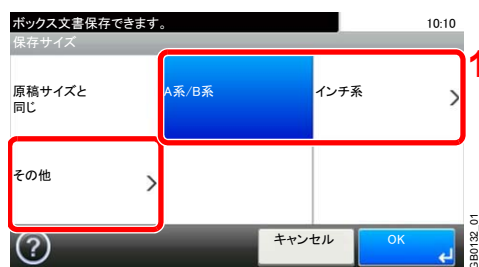 ボックス文書保存できます。
10:10
保存サイズ
1
原稿サイズと
同じ
A系/B系
インチ系
その他
?
キャンセル
OK
GB0132_01